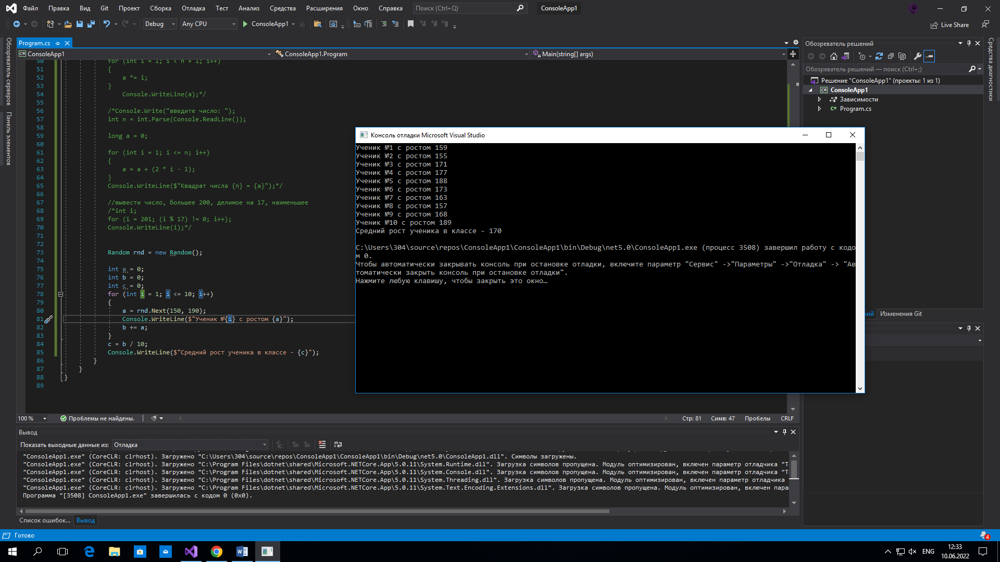 Файл Правка Вид Git Проект Сборка Отладка Тест Анализ Средства Расширения Окно Справка Поиск (Ctrl+Q) ConsoleApp1
Debug Any CPU ConsoleApp1 Live Share
Обозреватель серверов
Панель элементов
Program.cs
ConsoleApp1 ConsoleApp1.Program Main(string[] args)
50 for (int i = 1; i < n + 1; i++)
51 {
52 a *= i;
53 }
54 Console.WriteLine(a);*/
55
56 /*Console.Write("введите число: ");
57 int n = int.Parse(Console.ReadLine());
58
59 long a = 0;
60
61 for (int i = 1; i <= n; i++)
62 {
63 a = a + (2 * i - 1);
64 }
65 Console.WriteLine($"Квадрат числа {n} = {a}");*/
66
67 //вывести число, большее 200, делимое на 17, наименьшее
68 /*int i;
69 for (i = 201; (i % 17) != 0; i++);
70 Console.WriteLine(i);*/
71
72
73 Random rnd = new Random();
74
75 int a = 0;
76 int b = 0;
77 int c = 0;
78 for (int i = 1; i <= 10; i++)
79 {
80 a = rnd.Next(150, 190);
81 Console.WriteLine($"Ученик №{i} с ростом {a}");
82 b += a;
83 }
84 c = b / 10;
85 Console.WriteLine($"Средний рост ученика в классе - {c}");
86 }
87 }
88 }
89
100 % Проблемы не найдены. Стр: 81 Симв: 47 Пробелы CRLF
Консоль отладки Microsoft Visual Studio
Ученик №1 с ростом 159
Ученик №2 с ростом 155
Ученик №3 с ростом 171
Ученик №4 с ростом 177
Ученик №5 с ростом 188
Ученик №6 с ростом 173
Ученик №7 с ростом 163
Ученик №8 с ростом 157
Ученик №9 с ростом 168
Ученик №10 с ростом 189
Средний рост ученика в классе - 170
C:\Users\304\source\repos\ConsoleApp1\ConsoleApp1\bin\Debug\net5.0\ConsoleApp1.exe (процесс 3508) завершил работу с кодо
м 0.
Чтобы автоматически закрывать консоль при остановке отладки, включите параметр "Сервис" ->"Параметры" ->"Отладка" -> "Ав
томатически закрыть консоль при остановке отладки".
Нажмите любую клавишу, чтобы закрыть это окно…
Обозреватель решений
Обозреватель решений — поиск (Ctrl+;)
Решение "ConsoleApp1" (проекты: 1 из 1)
ConsoleApp1
Зависимости
Program.cs
Изменения Git
Средства диагностики
Вывод
Показать выходные данные из: Отладка
"ConsoleApp1.exe" (CoreCLR: clrhost). Загружено "C:\Users\304\source\repos\ConsoleApp1\ConsoleApp1\bin\Debug\net5.0\ConsoleApp1.dll". Символы загружены.
"ConsoleApp1.exe" (CoreCLR: clrhost). Загружено "C:\Program Files\dotnet\shared\Microsoft.NETCore.App\5.0.11\System.Runtime.dll". Загрузка символов пропущена. Модуль оптимизирован, включен параметр отладчика
"ConsoleApp1.exe" (CoreCLR: clrhost). Загружено "C:\Program Files\dotnet\shared\Microsoft.NETCore.App\5.0.11\System.Console.dll". Загрузка символов пропущена. Модуль оптимизирован, включен параметр отладчика
"ConsoleApp1.exe" (CoreCLR: clrhost). Загружено "C:\Program Files\dotnet\shared\Microsoft.NETCore.App\5.0.11\System.Threading.dll". Загрузка символов пропущена. Модуль оптимизирован, включен параметр отладчика
"ConsoleApp1.exe" (CoreCLR: clrhost). Загружено "C:\Program Files\dotnet\shared\Microsoft.NETCore.App\5.0.11\System.Text.Encoding.Extensions.dll". Загрузка символов пропущена. Модуль оптимизирован, включен пара
Программа "[3508] ConsoleApp1.exe" завершилась с кодом 0 (0x0).
Список ошибок... Вывод
Готово 4
ENG 12:33
10.06.2022